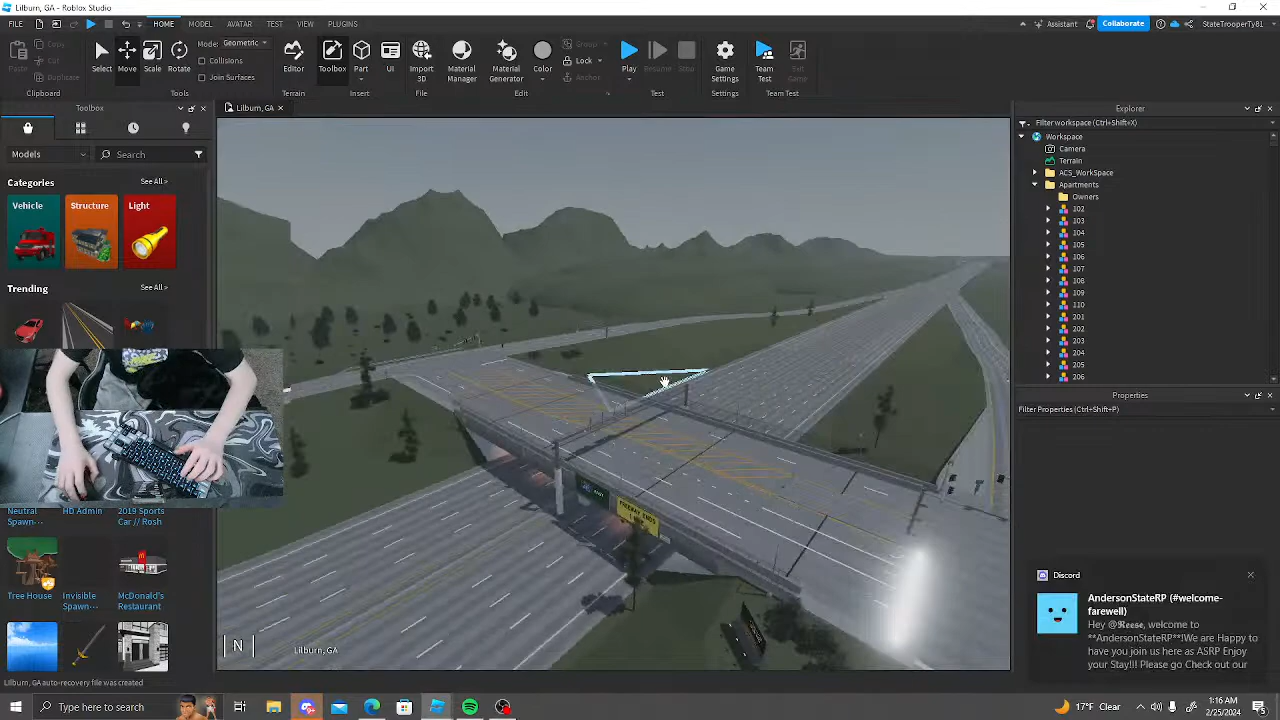 Lilburn, GA - Roblox Studio
FILE
HOME MODEL AVATAR TEST VIEW PLUGINS
Assistant
Collaborate
StateTrooperTy81
Paste
Copy
Cut
Duplicate
Clipboard
Select
Move
Scale
Rotate
Mode: Geometric
Collisions
Join Surfaces
Tools
Editor
Terrain
Toolbox
Part
UI
Insert
Import
3D
File
Material
Manager
Material
Generator
Color
Group
Lock
Anchor
Edit
Play
Resume
Stop
Test
Game
Settings
Settings
Team
Test
Exit
Game
Team Test
Toolbox
Models
Search
Categories
See All>
Vehicle
Structure
Light
Trending
See All>
Neutral
Spawn···
HD Admin
2019 Sports
Car // Rosh
Tree House
Invisible
Spawn···
McDonald's
Restaurant
Lilburn,GA
FREEWAY ENDS
N
Lilburn,GA
Explorer
Filter workspace (Ctrl+Shift+X)
Workspace
Camera
Terrain
ACS_WorkSpace
Apartments
Owners
102
103
104
105
106
107
108
109
110
201
202
203
204
205
206
Properties
Filter Properties (Ctrl+Shift+P)
Discord
AndersonStateRP (#welcome-
farewell)
Hey @Reese, welcome to
**AndersonStateRP**!We are Happy to
have you join us here as ASRP Enjoy
your Stay!!! Please go Check out our
Lilburn, GA auto-recovery file was created
Type here to search
17°F Clear
1:16 AM
2/25/2024